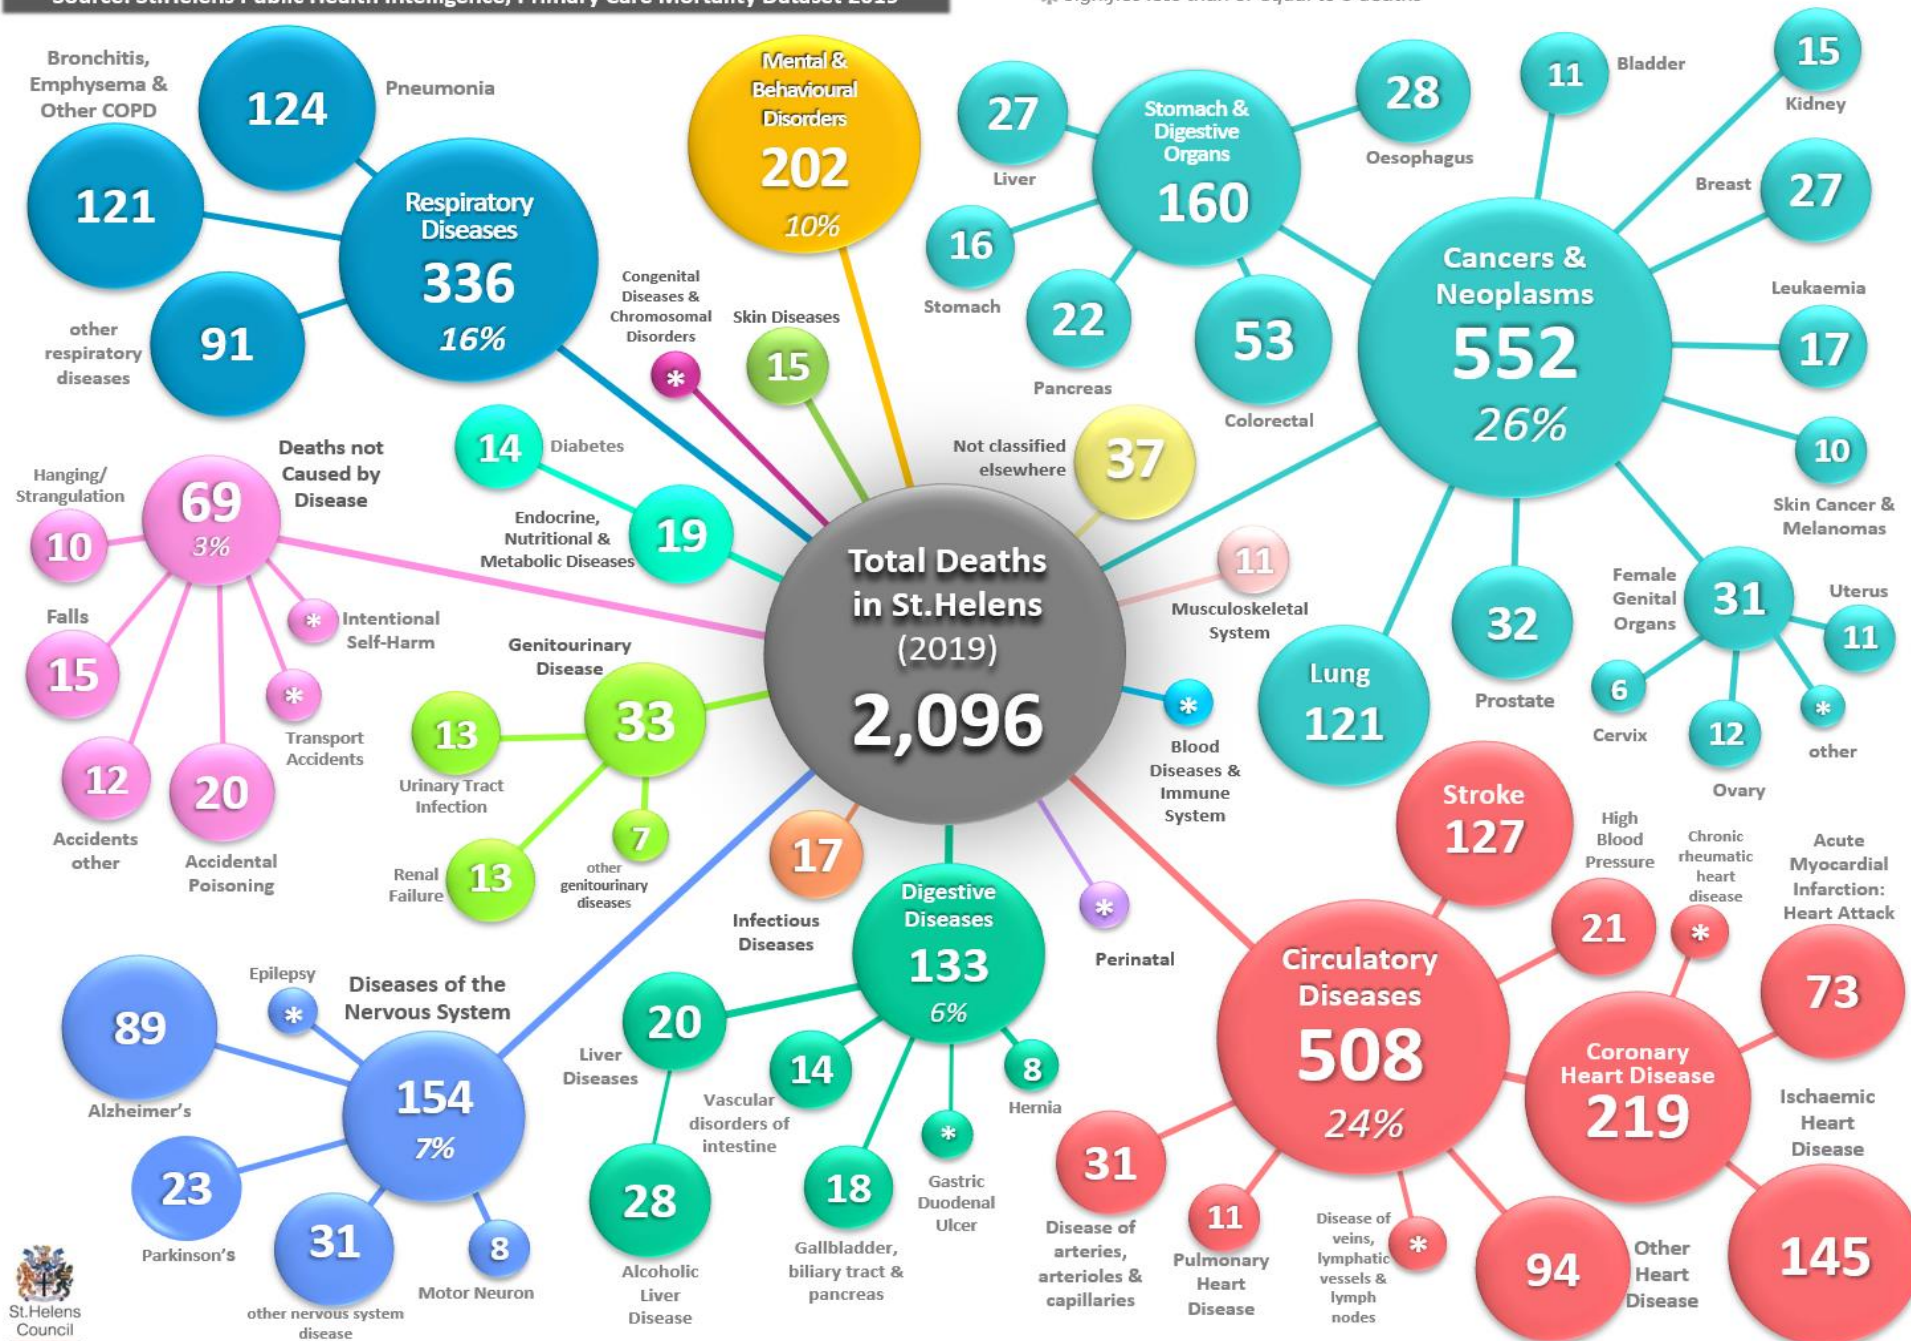 Source: St.Helens Public Health Intelligence, Primary Care Mortality Dataset 2019
Bronchitis,
Emphysema &
Other COPD
121
124
Pneumonia
Respiratory
Diseases
336
16%
other
respiratory
diseases
91
Mental &
Behavioural
Disorders
202
10%
Congenital
Diseases &
Chromosomal
Disorders
*
Skin Diseases
15
27
Liver
Stomach &
Digestive
Organs
160
28
Oesophagus
16
Stomach
22
Pancreas
53
Colorectal
11
Bladder
15
Kidney
Breast
27
Cancers &
Neoplasms
552
26%
Leukaemia
17
10
Skin Cancer &
Melanomas
Female
Genital
Organs
31
Uterus
11
6
Cervix
12
Ovary
*
other
32
Prostate
Lung
121
Not classified
elsewhere
37
11
Musculoskeletal
System
*
Blood
Diseases &
Immune
System
Total Deaths
in St.Helens
(2019)
2,096
14
Diabetes
Endocrine,
Nutritional &
Metabolic Diseases
19
Deaths not
Caused by
Disease
69
3%
Hanging/
Strangulation
10
Falls
15
12
Accidents
other
20
Accidental
Poisoning
*
Transport
Accidents
*
Intentional
Self-Harm
Genitourinary
Disease
33
13
Urinary Tract
Infection
Renal
Failure
13
7
other
genitourinary
diseases
17
Infectious
Diseases
Digestive
Diseases
133
6%
20
Liver
Diseases
28
Alcoholic
Liver
Disease
14
Vascular
disorders of
intestine
18
Gallbladder,
biliary tract &
pancreas
*
Gastric
Duodenal
Ulcer
8
Hernia
*
Perinatal
Diseases of the
Nervous System
154
7%
Epilepsy
*
89
Alzheimer's
23
Parkinson's
31
other nervous system
disease
8
Motor Neuron
Stroke
127
High
Blood
Pressure
21
Chronic
rheumatic
heart
disease
*
Acute
Myocardial
Infarction:
Heart Attack
73
Circulatory
Diseases
508
24%
Coronary
Heart Disease
219
Ischaemic
Heart
Disease
145
31
Disease of
arteries,
arterioles &
capillaries
11
Pulmonary
Heart
Disease
Disease of
veins,
lymphatic
vessels &
lymph
nodes
*
94
Other
Heart
Disease
St.Helens
Council